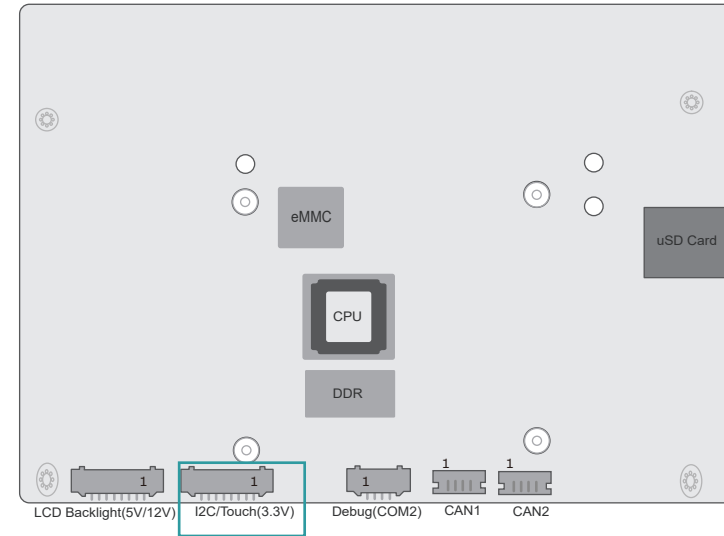 eMMC
uSD Card
CPU
DDR
1 1 1 1 1
LCD Backlight(5V/12V) I2C/Touch(3.3V) Debug(COM2) CAN1 CAN2